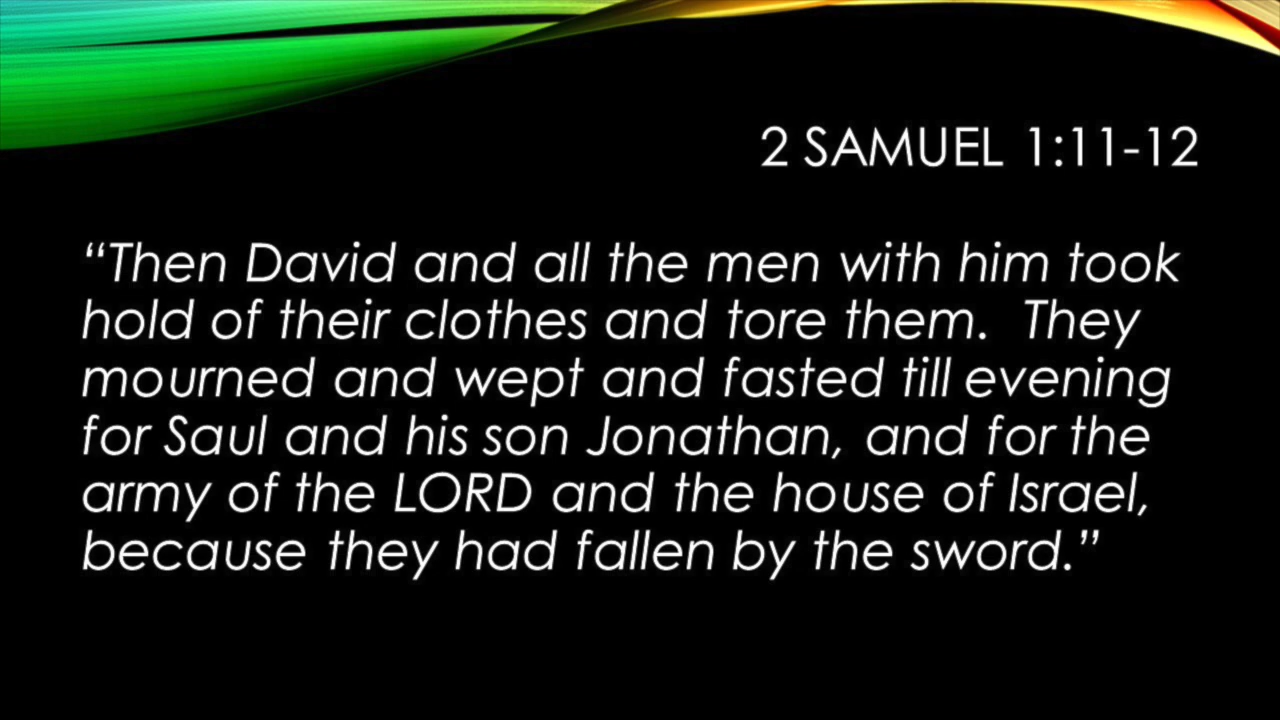 2 SAMUEL 1:11-12
“Then David and all the men with him took
hold of their clothes and tore them.  They
mourned and wept and fasted till evening
for Saul and his son Jonathan, and for the
army of the LORD and the house of Israel,
because they had fallen by the sword.”